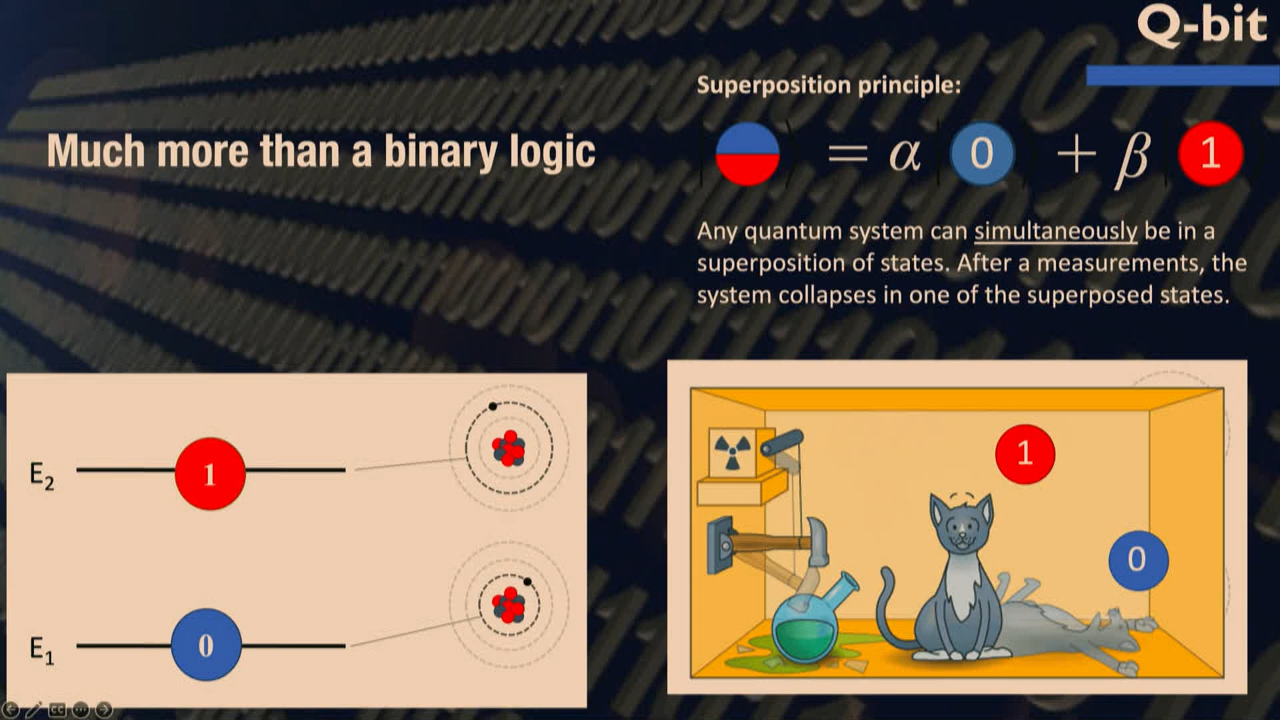 Q-bit
Superposition principle:
Much more than a binary logic
= α 0 + β 1
Any quantum system can simultaneously be in a
superposition of states. After a measurements, the
system collapses in one of the superposed states.
E2 1
E1 0
1
0
CC